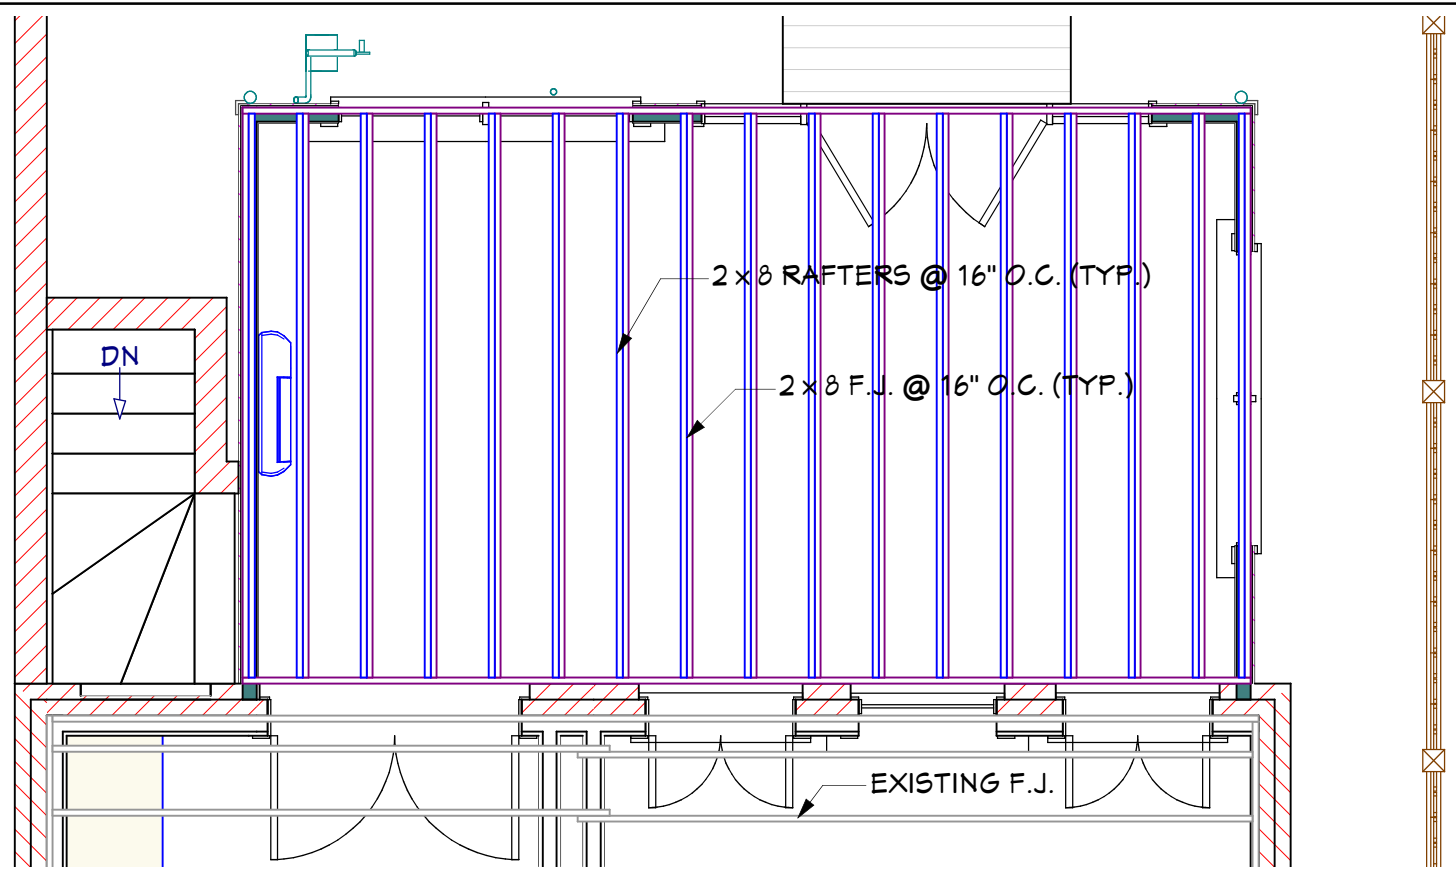 2 x 8 RAFTERS @ 16" O.C. (TYP.)
DN
2 x 8 F.J. @ 16" O.C. (TYP.)
EXISTING F.J.